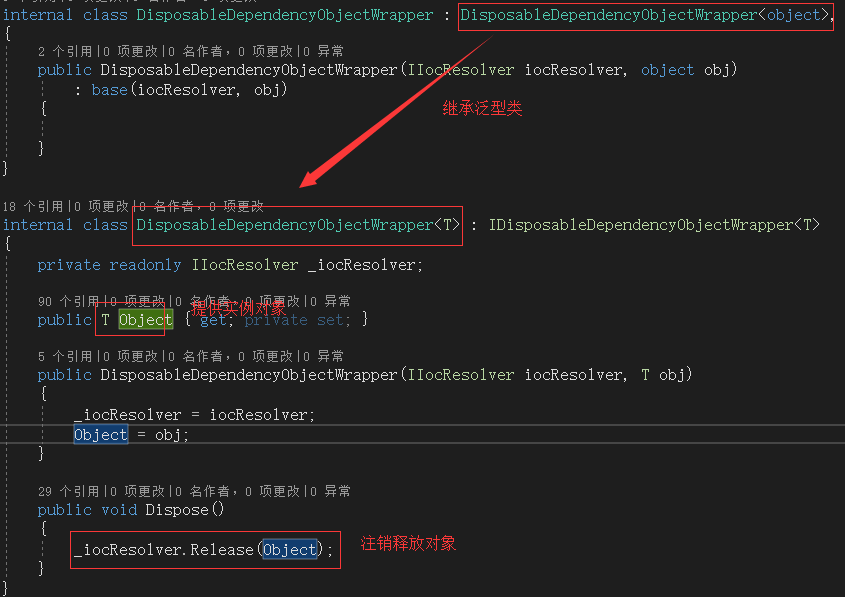 internal class DisposableDependencyObjectWrapper : DisposableDependencyObjectWrapper<object>,
{
2 个引用|0 项更改|0 名作者, 0 项更改|0 异常
public DisposableDependencyObjectWrapper(IIocResolver iocResolver, object obj)
: base(iocResolver, obj)
继承泛型类
{
}
}
18 个引用|0 项更改|0 名作者, 0 项更改
internal class DisposableDependencyObjectWrapper<T> : IDisposableDependencyObjectWrapper<T>
{
private readonly IIocResolver _iocResolver;
90 个引用|0 项更改|0 名作者, 0 项更改|0 异常
提供实例对象
public T Object { get; private set; }
5 个引用|0 项更改|0 名作者, 0 项更改|0 异常
public DisposableDependencyObjectWrapper(IIocResolver iocResolver, T obj)
{
_iocResolver = iocResolver;
Object = obj;
}
29 个引用|0 项更改|0 名作者, 0 项更改|0 异常
public void Dispose()
{
_iocResolver.Release(Object); 注销释放对象
}
}